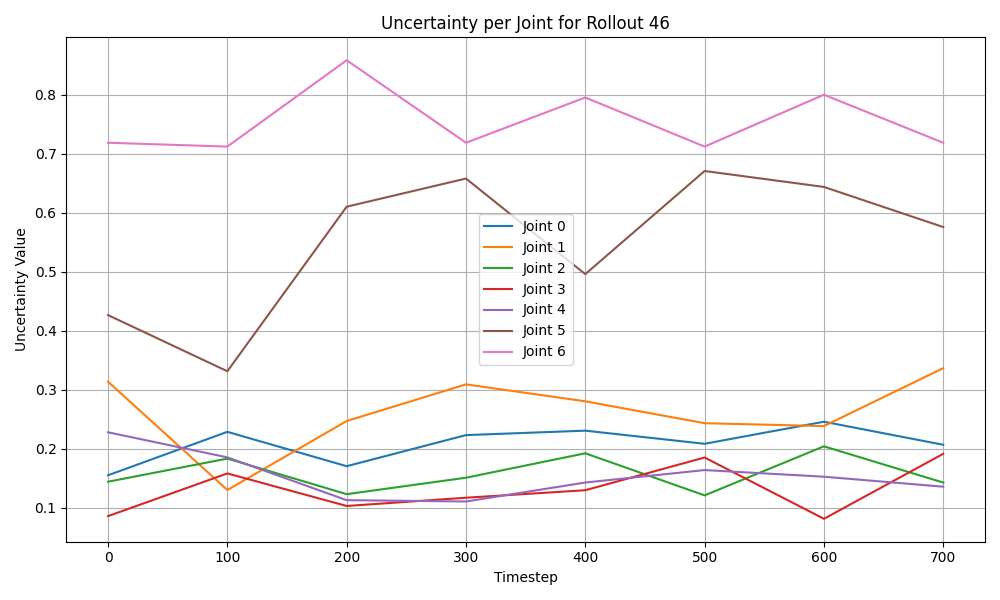 Uncertainty per Joint for Rollout 46
Uncertainty Value
0.8
0.7
0.6
0.5
0.4
0.3
0.2
0.1
Joint 0
Joint 1
Joint 2
Joint 3
Joint 4
Joint 5
Joint 6
0 100 200 300 400 500 600 700
Timestep